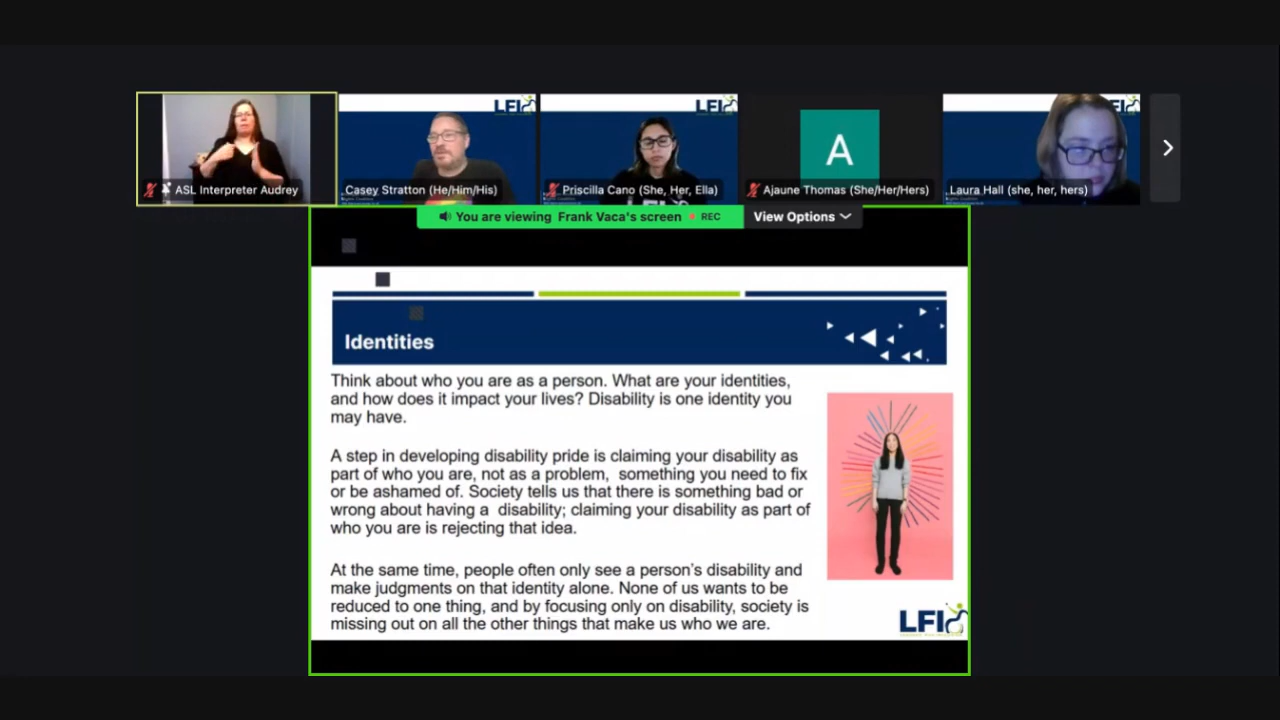 LFI
LFI
LFI
ASL Interpreter Audrey
Casey Stratton (He/Him/His)
Priscilla Cano (She, Her, Ella)
A
Ajaune Thomas (She/Her/Hers)
Laura Hall (she, her, hers)
You are viewing Frank Vaca's screen
REC
View Options
Identities
Think about who you are as a person. What are your identities,
and how does it impact your lives? Disability is one identity you
may have.
A step in developing disability pride is claiming your disability as
part of who you are, not as a problem, something you need to fix
or be ashamed of. Society tells us that there is something bad or
wrong about having a disability; claiming your disability as part of
who you are is rejecting that idea.
At the same time, people often only see a person's disability and
make judgments on that identity alone. None of us wants to be
reduced to one thing, and by focusing only on disability, society is
missing out on all the other things that make us who we are.
LFI